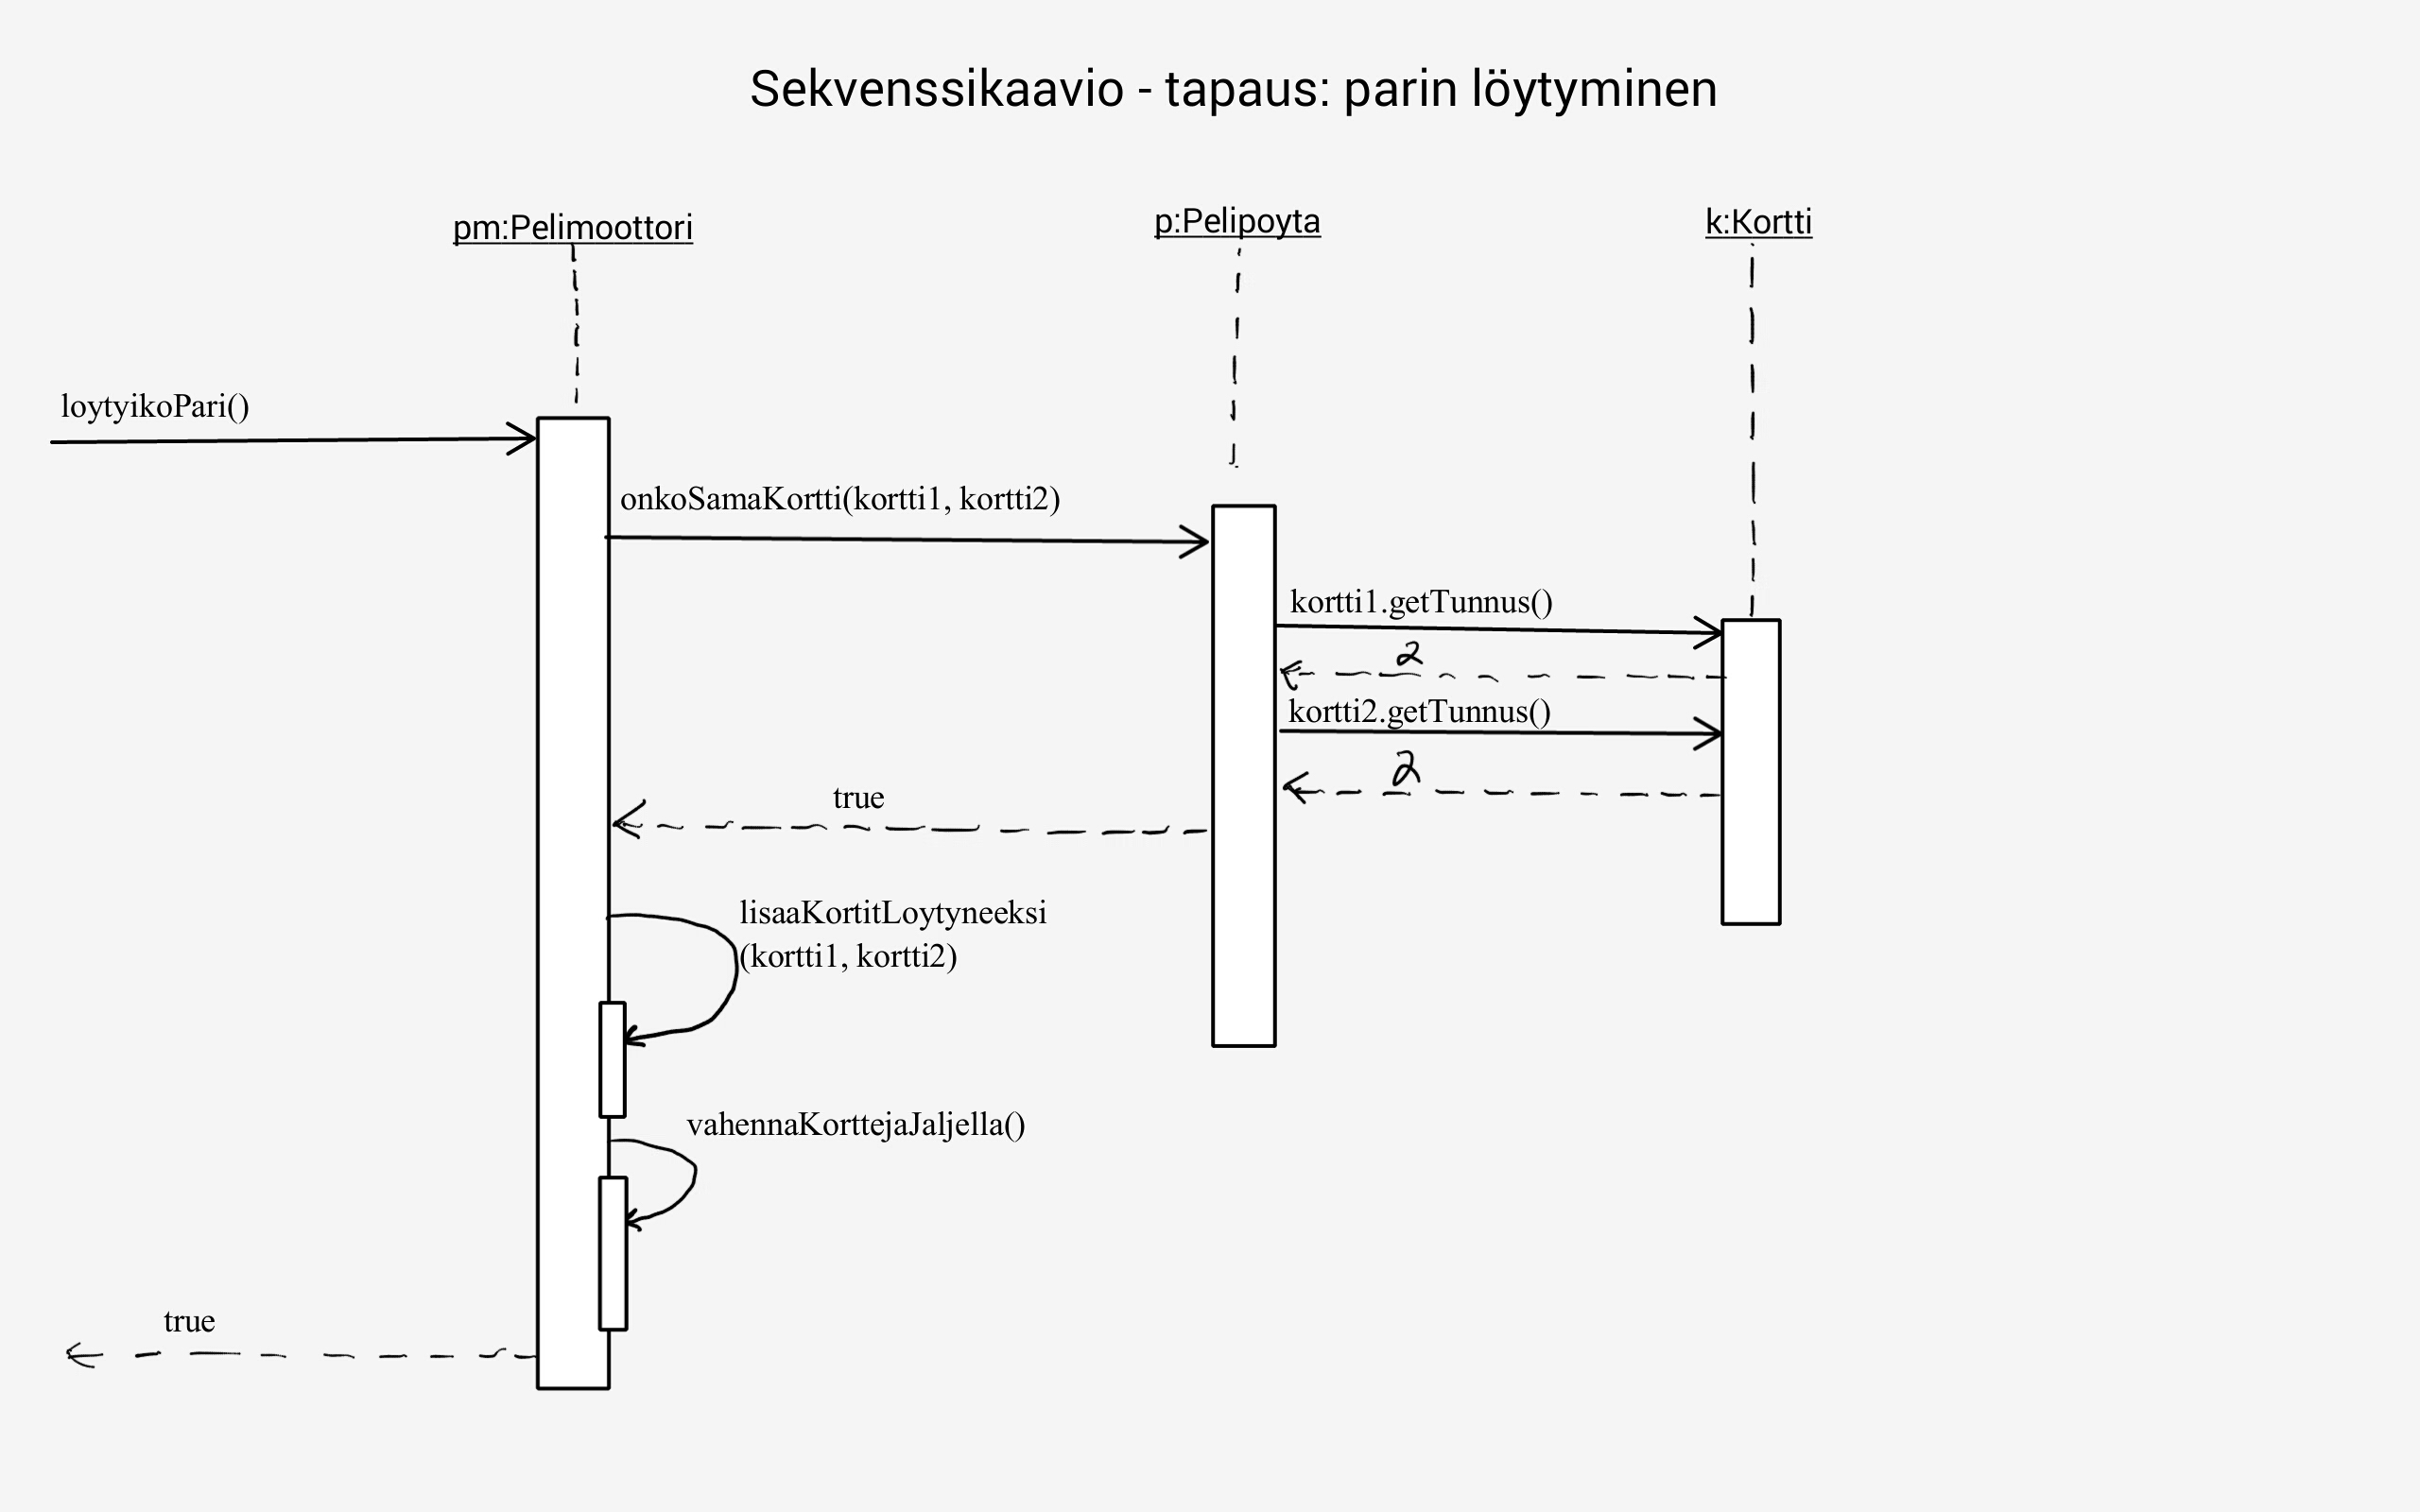 Sekvenssikaavio - tapaus: parin löytyminen
pm:Pelimoottori
p:Pelipoyta
k:Kortti
loytyikoPari()
onkoSamaKortti(kortti1, kortti2)
kortti1.getTunnus()
2
kortti2.getTunnus()
2
true
lisaaKortitLoytyneeksi
(kortti1, kortti2)
vahennaKorttejaJaljella()
true